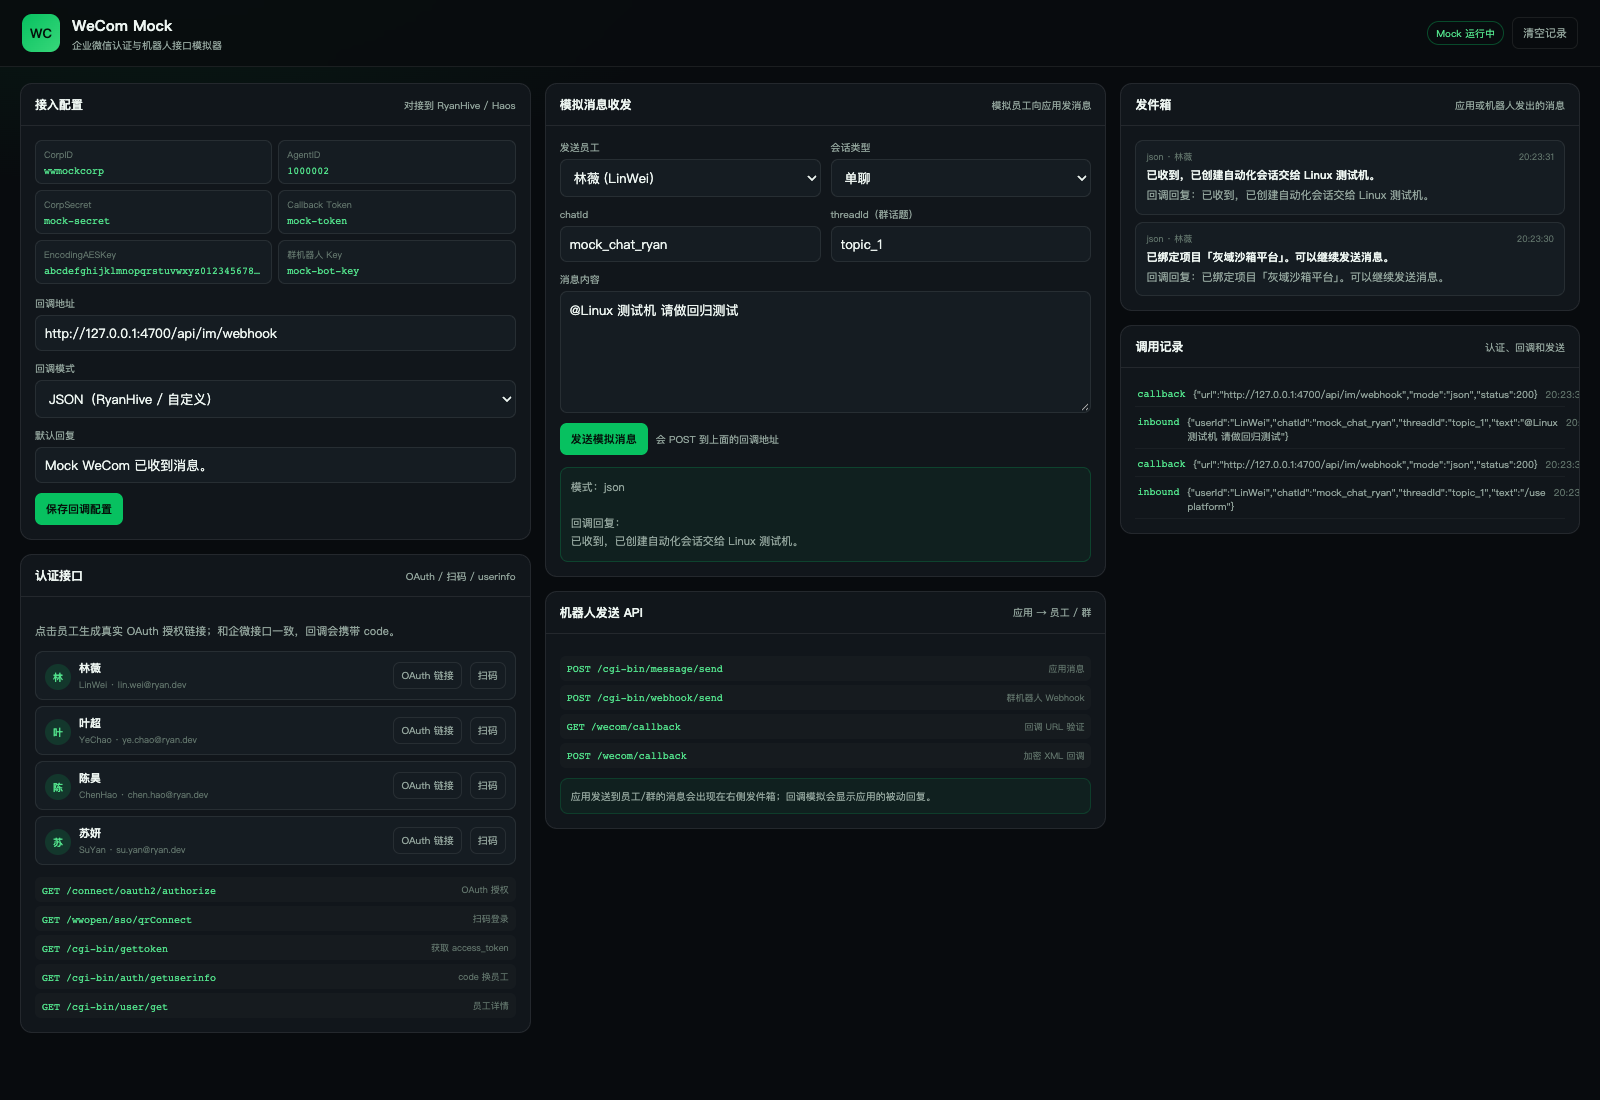 WC
WeCom Mock
企业微信认证与机器人接口模拟器
Mock 运行中
清空记录
接入配置
对接到 RyanHive / Haos
CorpID
wwmockcorp
AgentID
1000002
CorpSecret
mock-secret
Callback Token
mock-token
EncodingAESKey
abcdefghijklmnopqrstuvwxyz012345678…
群机器人 Key
mock-bot-key
回调地址
http://127.0.0.1:4700/api/im/webhook
回调模式
JSON（RyanHive / 自定义）
默认回复
Mock WeCom 已收到消息。
保存回调配置
认证接口
OAuth / 扫码 / userinfo
点击员工生成真实 OAuth 授权链接；和企微接口一致，回调会携带 code。
林
林薇
LinWei · lin.wei@ryan.dev
OAuth 链接
扫码
叶
叶超
YeChao · ye.chao@ryan.dev
OAuth 链接
扫码
陈
陈昊
ChenHao · chen.hao@ryan.dev
OAuth 链接
扫码
苏
苏妍
SuYan · su.yan@ryan.dev
OAuth 链接
扫码
GET /connect/oauth2/authorize
OAuth 授权
GET /wwopen/sso/qrConnect
扫码登录
GET /cgi-bin/gettoken
获取 access_token
GET /cgi-bin/auth/getuserinfo
code 换员工
GET /cgi-bin/user/get
员工详情
模拟消息收发
模拟员工向应用发消息
发送员工
林薇 (LinWei)
会话类型
单聊
chatId
mock_chat_ryan
threadId（群话题）
topic_1
消息内容
@Linux 测试机 请做回归测试
发送模拟消息
会 POST 到上面的回调地址
模式：json
回调回复：
已收到，已创建自动化会话交给 Linux 测试机。
机器人发送 API
应用 → 员工 / 群
POST /cgi-bin/message/send
应用消息
POST /cgi-bin/webhook/send
群机器人 Webhook
GET /wecom/callback
回调 URL 验证
POST /wecom/callback
加密 XML 回调
应用发送到员工/群的消息会出现在右侧发件箱；回调模拟会显示应用的被动回复。
发件箱
应用或机器人发出的消息
json · 林薇
20:23:31
已收到，已创建自动化会话交给 Linux 测试机。
回调回复：已收到，已创建自动化会话交给 Linux 测试机。
json · 林薇
20:23:30
已绑定项目「灰域沙箱平台」。可以继续发送消息。
回调回复：已绑定项目「灰域沙箱平台」。可以继续发送消息。
调用记录
认证、回调和发送
callback {"url":"http://127.0.0.1:4700/api/im/webhook","mode":"json","status":200} 20:23:3
inbound {"userId":"LinWei","chatId":"mock_chat_ryan","threadId":"topic_1","text":"@Linux 20:
测试机 请做回归测试"}
callback {"url":"http://127.0.0.1:4700/api/im/webhook","mode":"json","status":200} 20:23:3
inbound {"userId":"LinWei","chatId":"mock_chat_ryan","threadId":"topic_1","text":"/use 20:23
platform"}